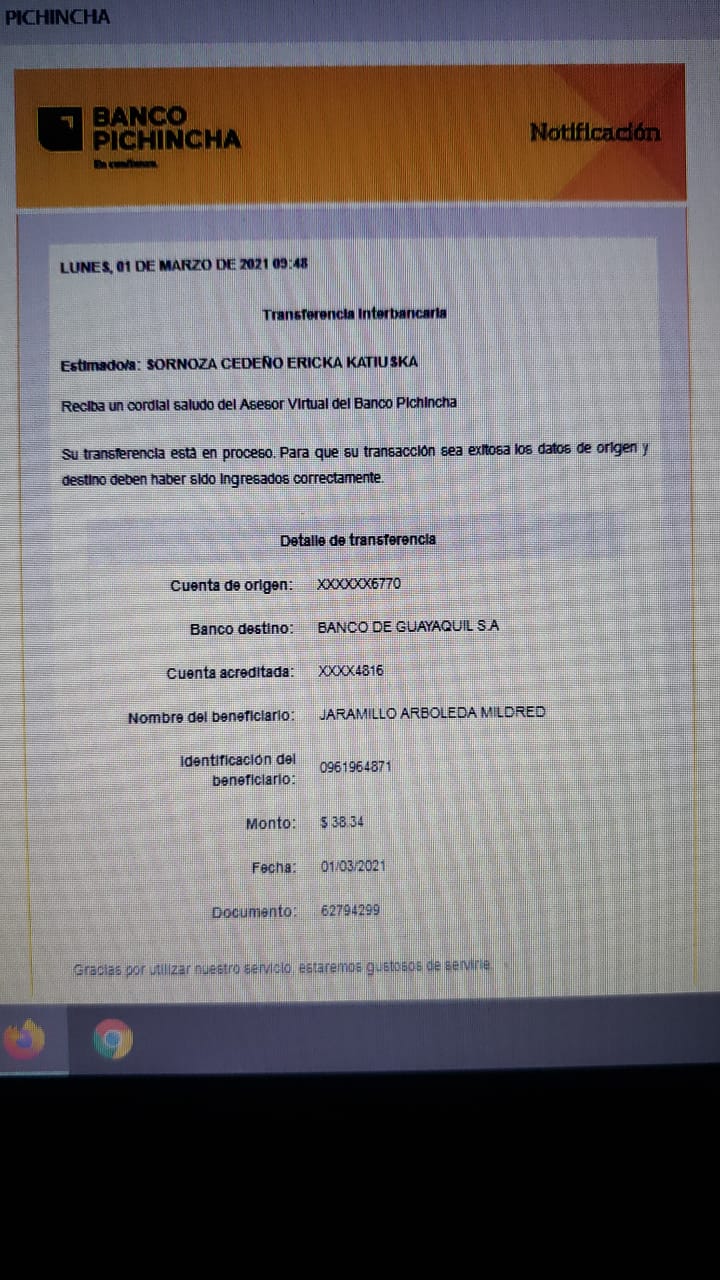 PICHINCHA
BANCO
PICHINCHA
En confianza.
Notificación
LUNES, 01 DE MARZO DE 2021 09:48
Transferencia Interbancaria
Estimado/a: SORNOZA CEDEÑO ERICKA KATIUSKA
Reciba un cordial saludo del Asesor Virtual del Banco Pichincha
Su transferencia está en proceso. Para que su transacción sea exitosa los datos de origen y
destino deben haber sido ingresados correctamente.
Detalle de transferencia
Cuenta de origen: XXXXXX6770
Banco destino: BANCO DE GUAYAQUIL S.A
Cuenta acreditada: XXXX4816
Nombre del beneficiario: JARAMILLO ARBOLEDA MILDRED
Identificación del
beneficiario: 0961964871
Monto: $ 38.34
Fecha: 01/03/2021
Documento: 62794299
Gracias por utilizar nuestro servicio, estaremos gustosos de servirle.